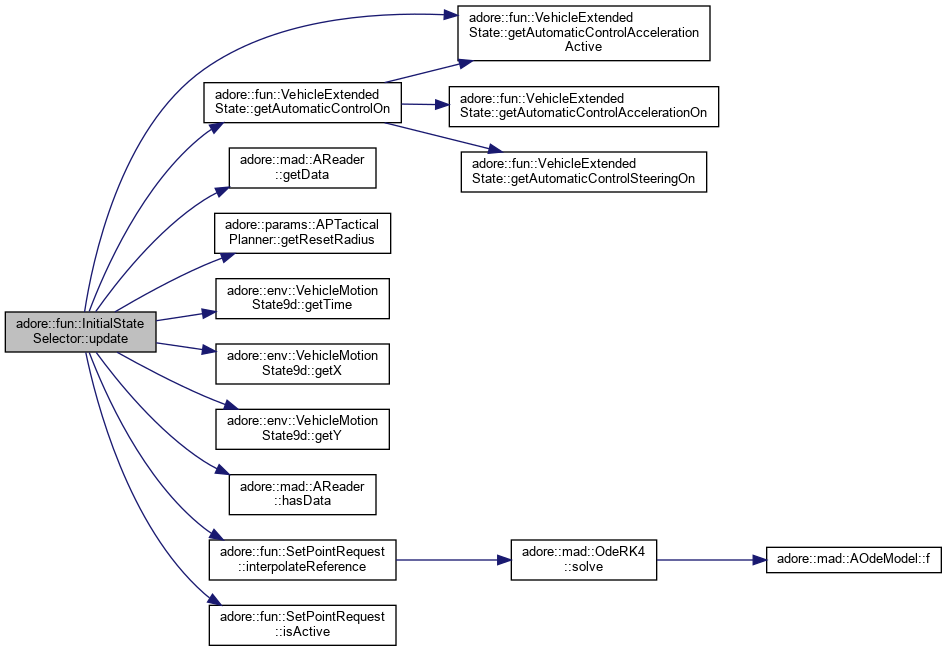 adore::fun::InitialState
Selector::update
adore::fun::VehicleExtended
State::getAutomaticControlAcceleration
Active
adore::fun::VehicleExtended
State::getAutomaticControlOn
adore::fun::VehicleExtended
State::getAutomaticControlAccelerationOn
adore::fun::VehicleExtended
State::getAutomaticControlSteeringOn
adore::mad::AReader
::getData
adore::params::APTactical
Planner::getResetRadius
adore::env::VehicleMotion
State9d::getTime
adore::env::VehicleMotion
State9d::getX
adore::env::VehicleMotion
State9d::getY
adore::mad::AReader
::hasData
adore::fun::SetPointRequest
::interpolateReference
adore::mad::OdeRK4
::solve
adore::mad::AOdeModel::f
adore::fun::SetPointRequest
::isActive